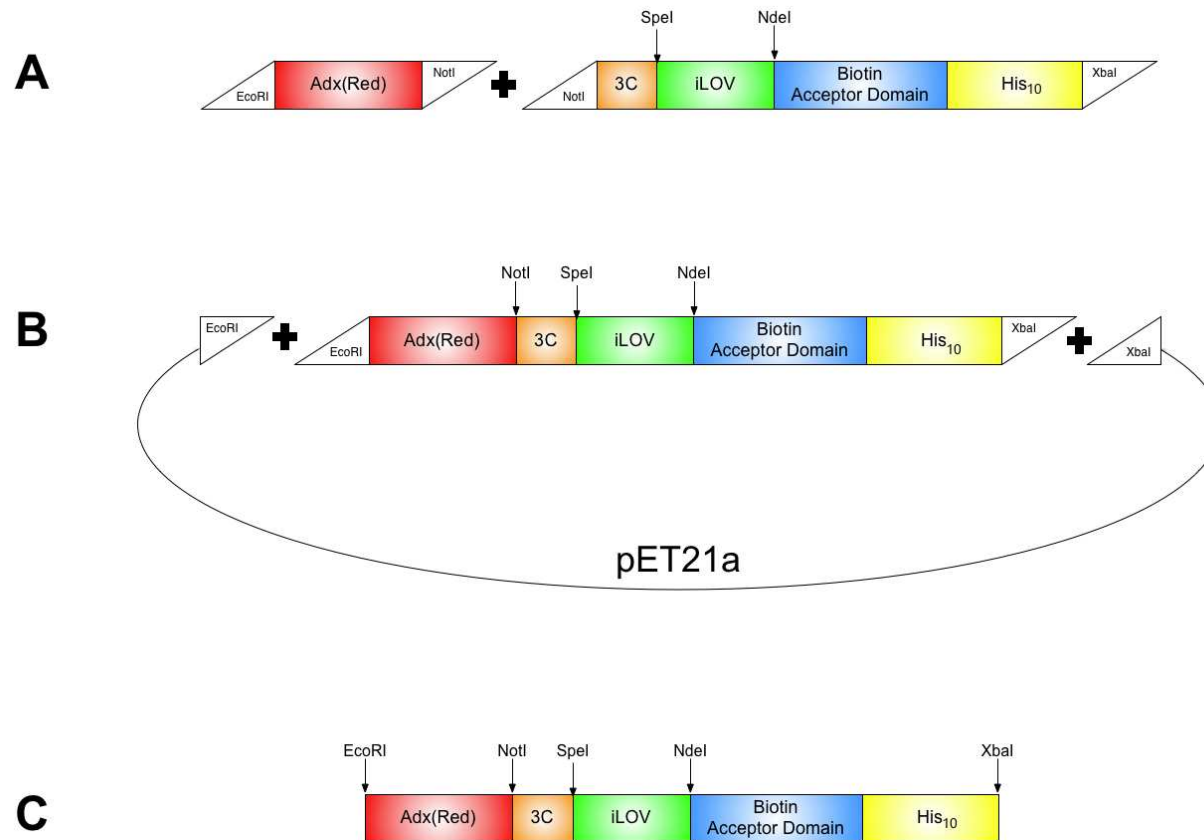 SpeI NdeI
A
EcoRI Adx(Red) NotI + NotI 3C iLOV Biotin Acceptor Domain His10 XbaI
NotI SpeI NdeI
B
EcoRI + EcoRI Adx(Red) 3C iLOV Biotin Acceptor Domain His10 XbaI + XbaI
pET21a
EcoRI NotI SpeI NdeI XbaI
C
Adx(Red) 3C iLOV Biotin Acceptor Domain His10